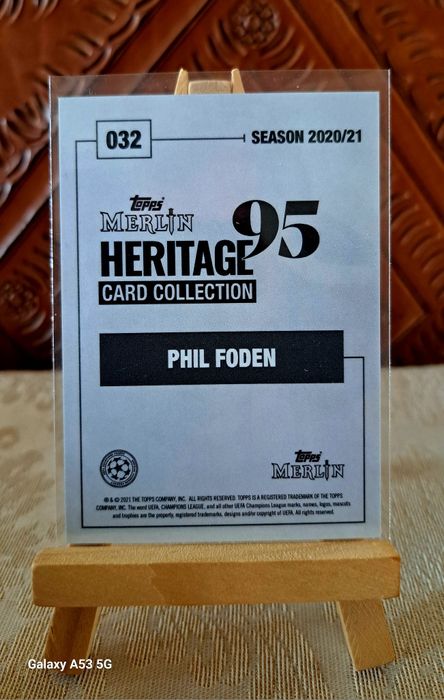 032
SEASON 2020/21
topps
MERLIN
HERITAGE 95
CARD COLLECTION
PHIL FODEN
topps
MERLIN
® & © 2021 THE TOPPS COMPANY, INC. ALL RIGHTS RESERVED. TOPPS IS A REGISTERED TRADEMARK OF THE TOPPS
COMPANY, INC. The word UEFA, CHAMPIONS LEAGUE, and all other UEFA Champions League marks, names, logos, mascots
and trophies are the property, registered trademarks, designs and/or copyright of UEFA. All rights reserved.
Galaxy A53 5G